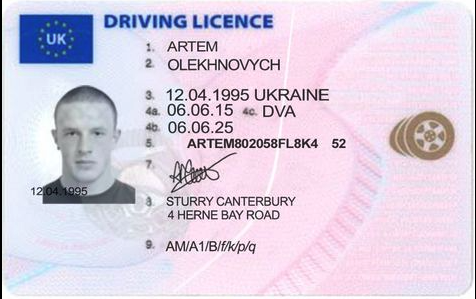 DRIVING LICENCE
UK
1. ARTEM
2. OLEKHNOVYCH
3. 12.04.1995 UKRAINE
4a. 06.06.15 4c. DVA
4b. 06.06.25
5. ARTEM802058FL8K4 52
7.
12.04.1995
8 STURRY CANTERBURY
4 HERNE BAY ROAD
9. AM/A1/B/f/k/p/q